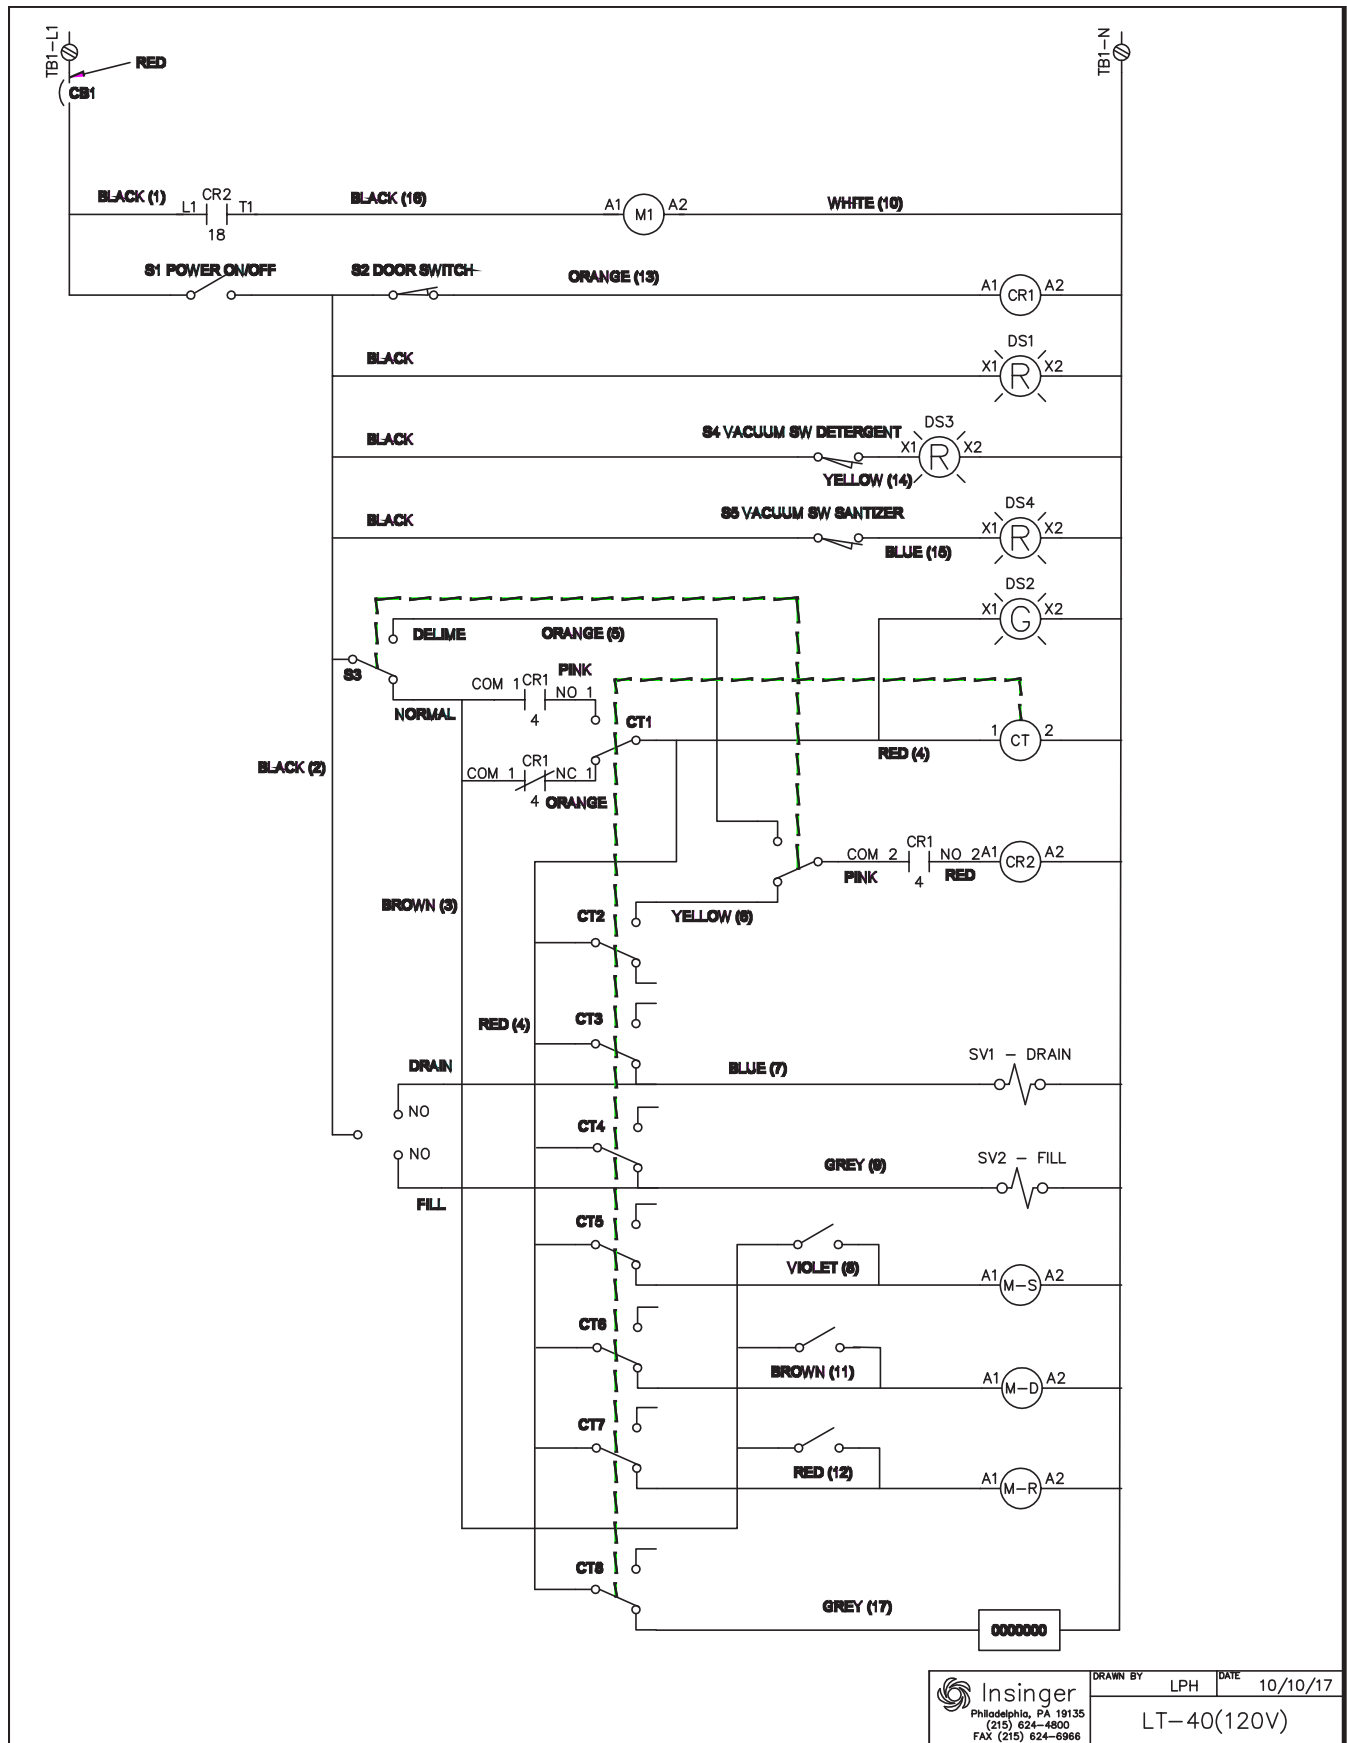 TB1-L1
TB1-N
RED
CB1
BLACK (1)
CR2
L1
T1
18
BLACK (16)
A1
M1
A2
WHITE (10)
S1 POWER ON/OFF
S2 DOOR SWITCH
ORANGE (13)
A1
CR1
A2
DS1
BLACK
X1
R
X2
DS3
S4 VACUUM SW DETERGENT
BLACK
X1
R
X2
YELLOW (14)
DS4
BLACK
S5 VACUUM SW SANTIZER
X1
R
X2
BLUE (15)
DS2
X1
G
X2
DELIME
ORANGE (5)
S3
PINK
COM 1
CR1
NO 1
4
NORMAL
CT1
1
CT
2
RED (4)
BLACK (2)
COM 1
CR1
NC 1
4
ORANGE
COM 2
CR1
NO 2
A1
CR2
A2
PINK
4
RED
BROWN (3)
CT2
YELLOW (6)
RED (4)
CT3
DRAIN
BLUE (7)
SV1 - DRAIN
NO
CT4
NO
GREY (9)
SV2 - FILL
FILL
CT5
VIOLET (8)
A1
M-S
A2
CT6
BROWN (11)
A1
M-D
A2
CT7
RED (12)
A1
M-R
A2
CT8
GREY (17)
0000000
Insinger
Philadelphia, PA 19135
(215) 624-4800
FAX (215) 624-6966
DRAWN BY
LPH
DATE
10/10/17
LT-40(120V)